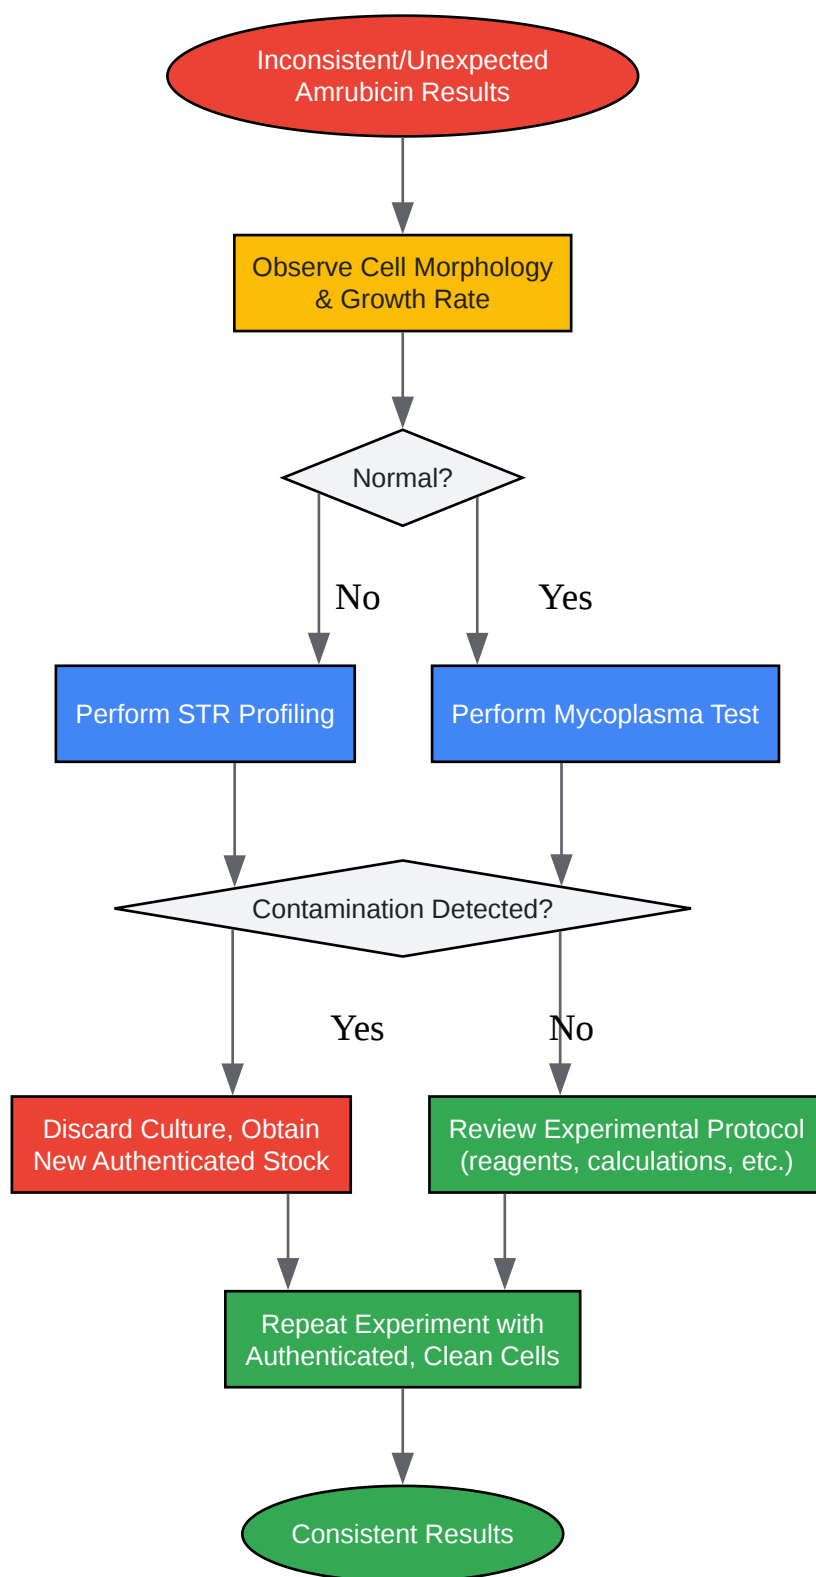 Inconsistent/Unexpected
Amrubicin Results
Observe Cell Morphology
& Growth Rate
Normal?
No
Yes
Perform STR Profiling
Perform Mycoplasma Test
Contamination Detected?
Yes
No
Discard Culture, Obtain
New Authenticated Stock
Review Experimental Protocol
(reagents, calculations, etc.)
Repeat Experiment with
Authenticated, Clean Cells
Consistent Results